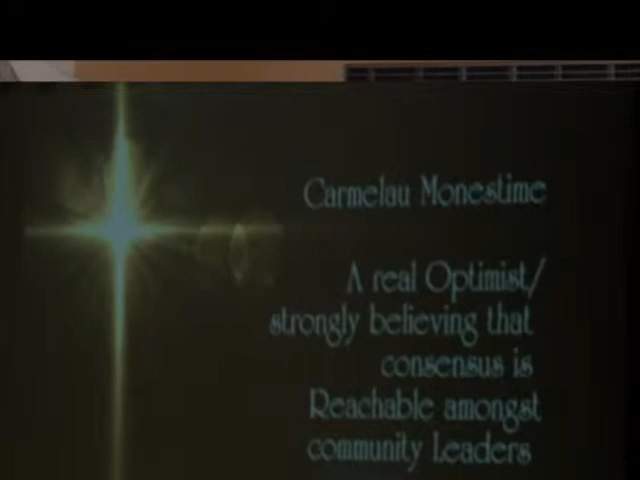 Carmelau Monestime
A real Optimist/
strongly believing that
consensus is
Reachable amongst
community Leaders